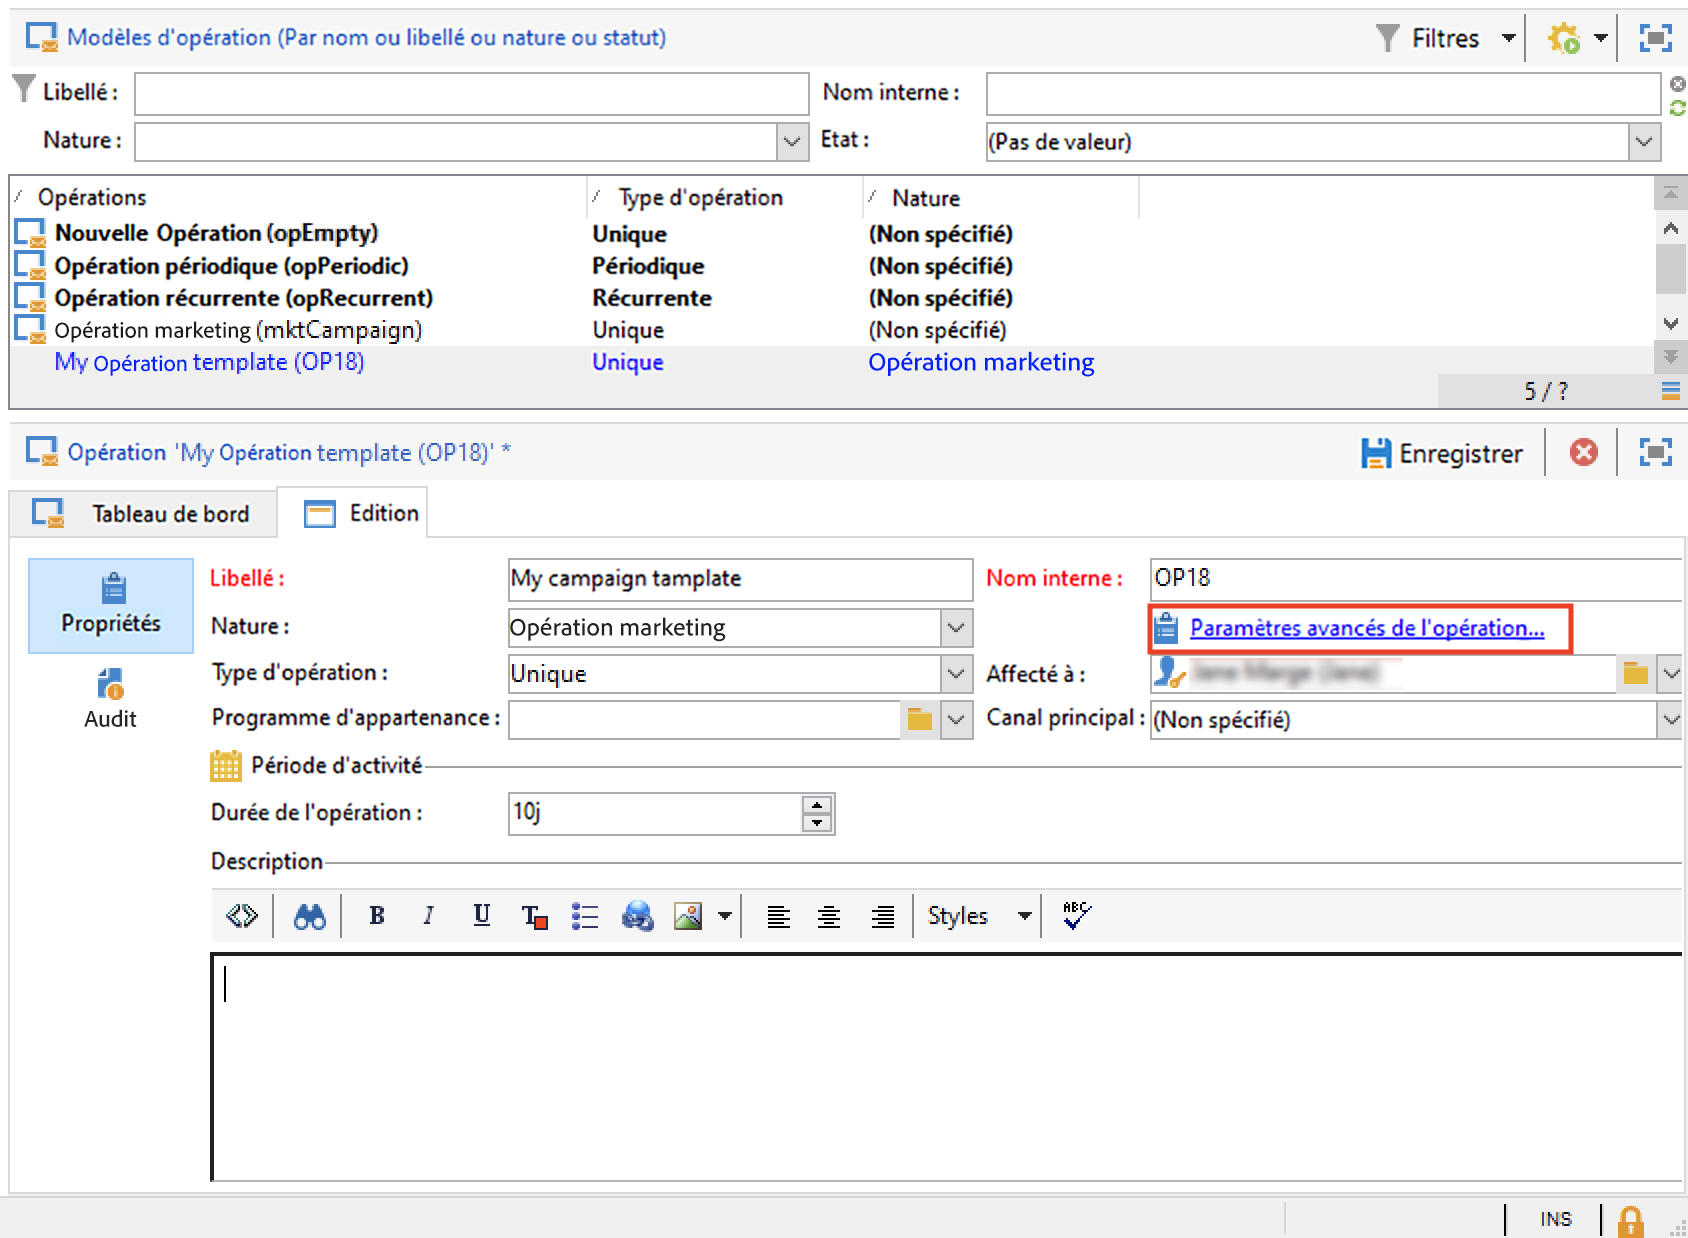 Modèles d'opération (Par nom ou libellé ou nature ou statut) Filtres
Libellé : Nom interne :
Nature : Etat : (Pas de valeur)
Opérations Type d'opération Nature
Nouvelle Opération (opEmpty) Unique (Non spécifié)
Opération périodique (opPeriodic) Périodique (Non spécifié)
Opération récurrente (opRecurrent) Récurrente (Non spécifié)
Opération marketing (mktCampaign) Unique (Non spécifié)
My Opération template (OP18) Unique Opération marketing
5 / ?
Opération 'My Opération template (OP18)' * Enregistrer
Tableau de bord Edition
Propriétés
Audit
Libellé : My campaign tamplate Nom interne : OP18
Nature : Opération marketing Paramètres avancés de l'opération...
Type d'opération : Unique Affecté à :
Programme d'appartenance : Canal principal : (Non spécifié)
Période d'activité
Durée de l'opération : 10j
Description
B I U T Styles ABC
INS